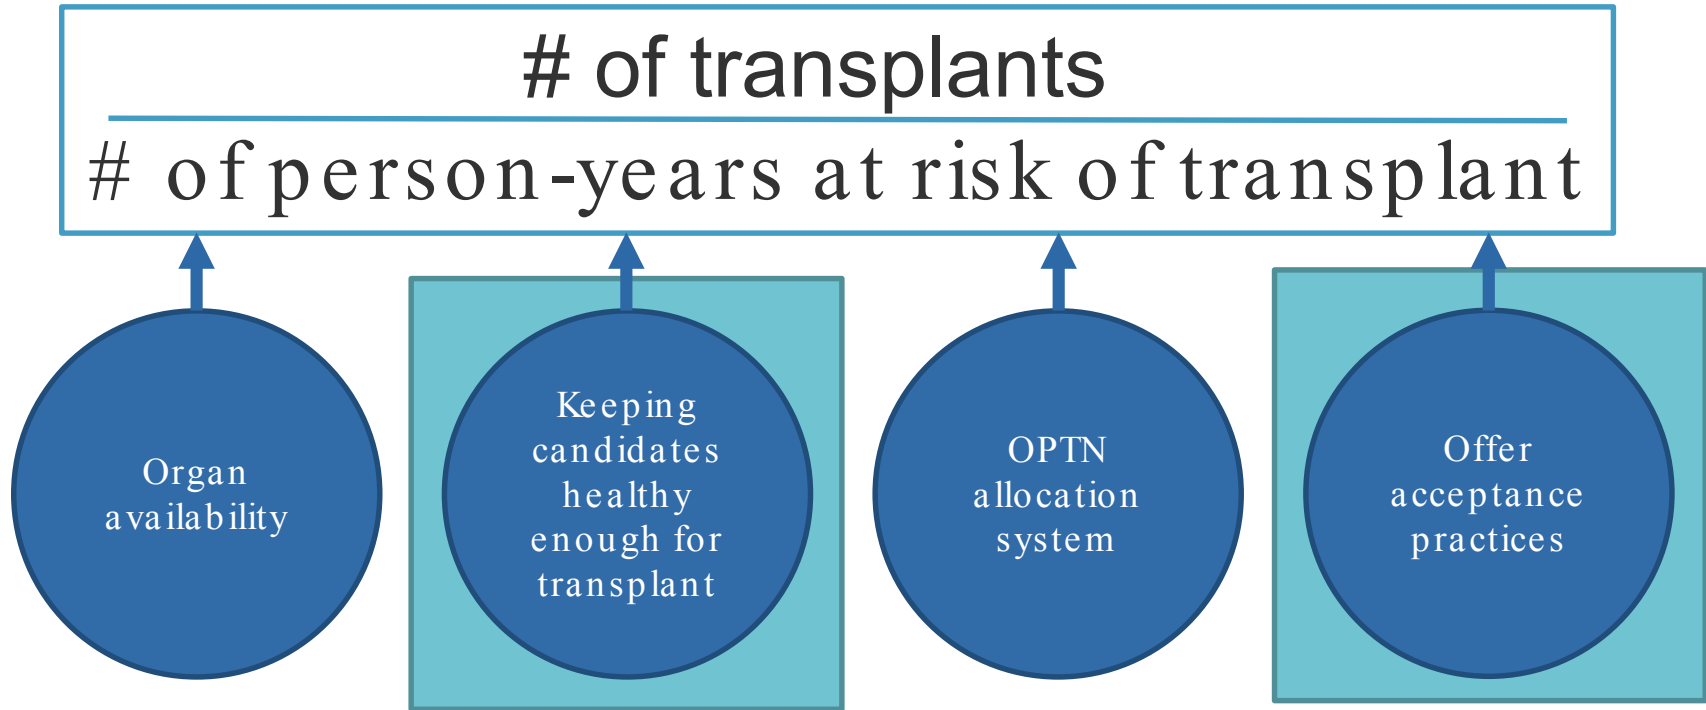 # of transplants
# of person-years at risk of transplant
Organ
availability
Keeping
candidates
healthy
enough for
transplant
OPTN
allocation
system
Offer
acceptance
practices